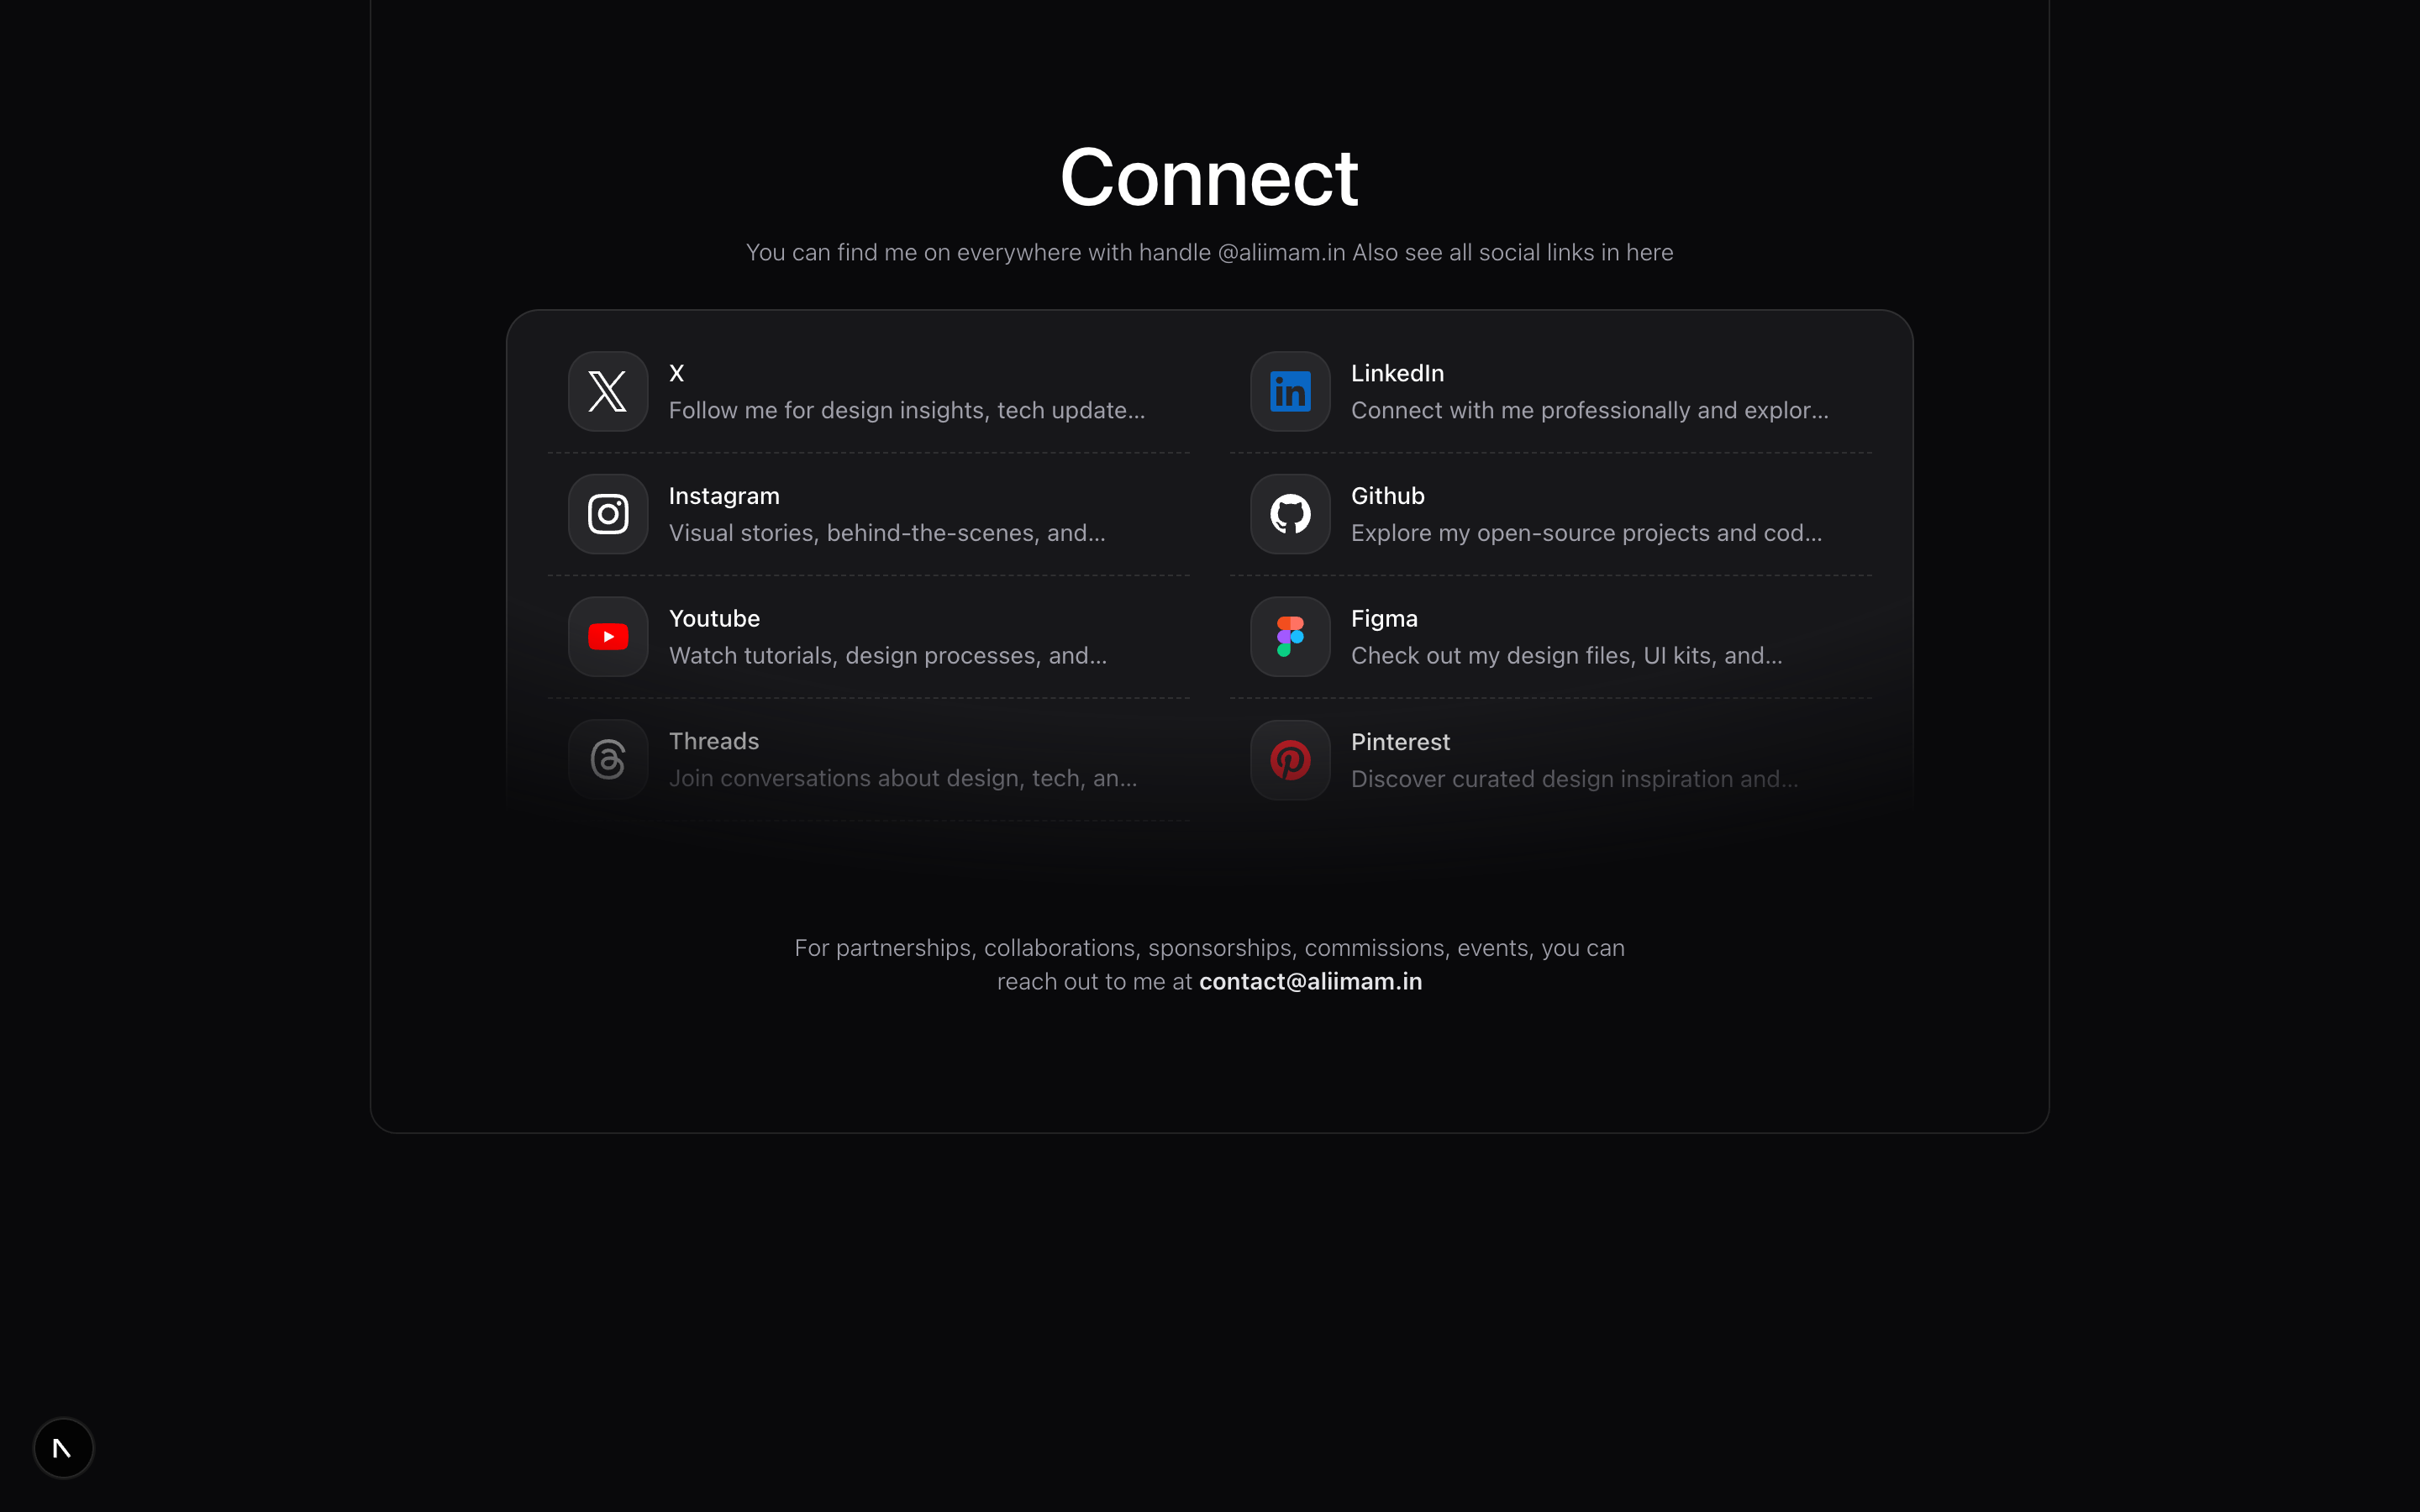 Connect
You can find me on everywhere with handle @aliimam.in Also see all social links in here
X
Follow me for design insights, tech update...
LinkedIn
Connect with me professionally and explor...
Instagram
Visual stories, behind-the-scenes, and...
Github
Explore my open-source projects and cod...
Youtube
Watch tutorials, design processes, and...
Figma
Check out my design files, UI kits, and...
Threads
Join conversations about design, tech, an...
Pinterest
Discover curated design inspiration and...
For partnerships, collaborations, sponsorships, commissions, events, you can
reach out to me at contact@aliimam.in